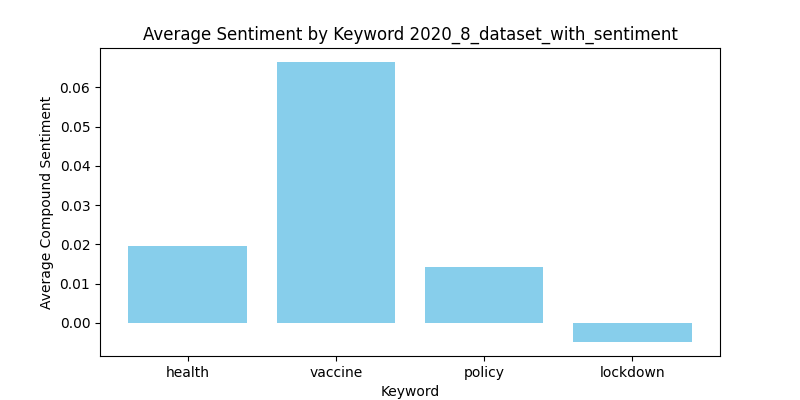 Average Sentiment by Keyword 2020_8_dataset_with_sentiment
Average Compound Sentiment
0.06
0.05
0.04
0.03
0.02
0.01
0.00
health vaccine policy lockdown
Keyword